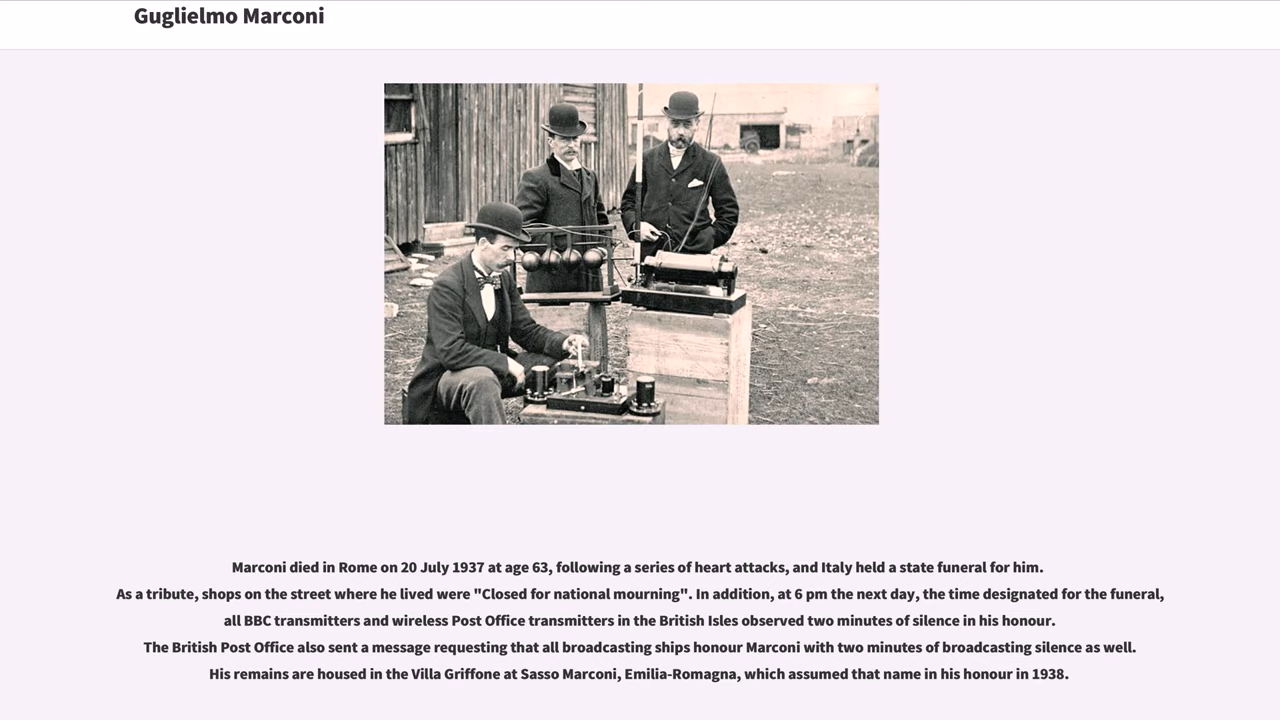 Guglielmo Marconi
Marconi died in Rome on 20 July 1937 at age 63, following a series of heart attacks, and Italy held a state funeral for him.
As a tribute, shops on the street where he lived were "Closed for national mourning". In addition, at 6 pm the next day, the time designated for the funeral,
all BBC transmitters and wireless Post Office transmitters in the British Isles observed two minutes of silence in his honour.
The British Post Office also sent a message requesting that all broadcasting ships honour Marconi with two minutes of broadcasting silence as well.
His remains are housed in the Villa Griffone at Sasso Marconi, Emilia-Romagna, which assumed that name in his honour in 1938.